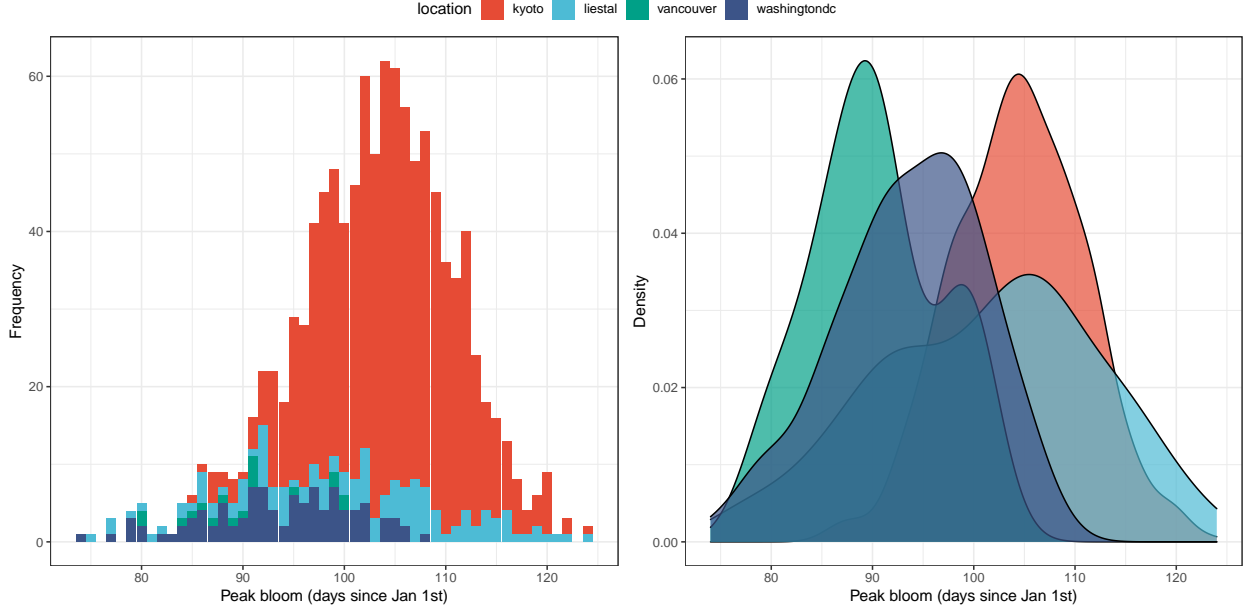 location kyoto liestal vancouver washingtondc
60
40
20
0
Frequency
80 90 100 110 120
Peak bloom (days since Jan 1st)
0.06
0.04
0.02
0.00
Density
80 90 100 110 120
Peak bloom (days since Jan 1st)